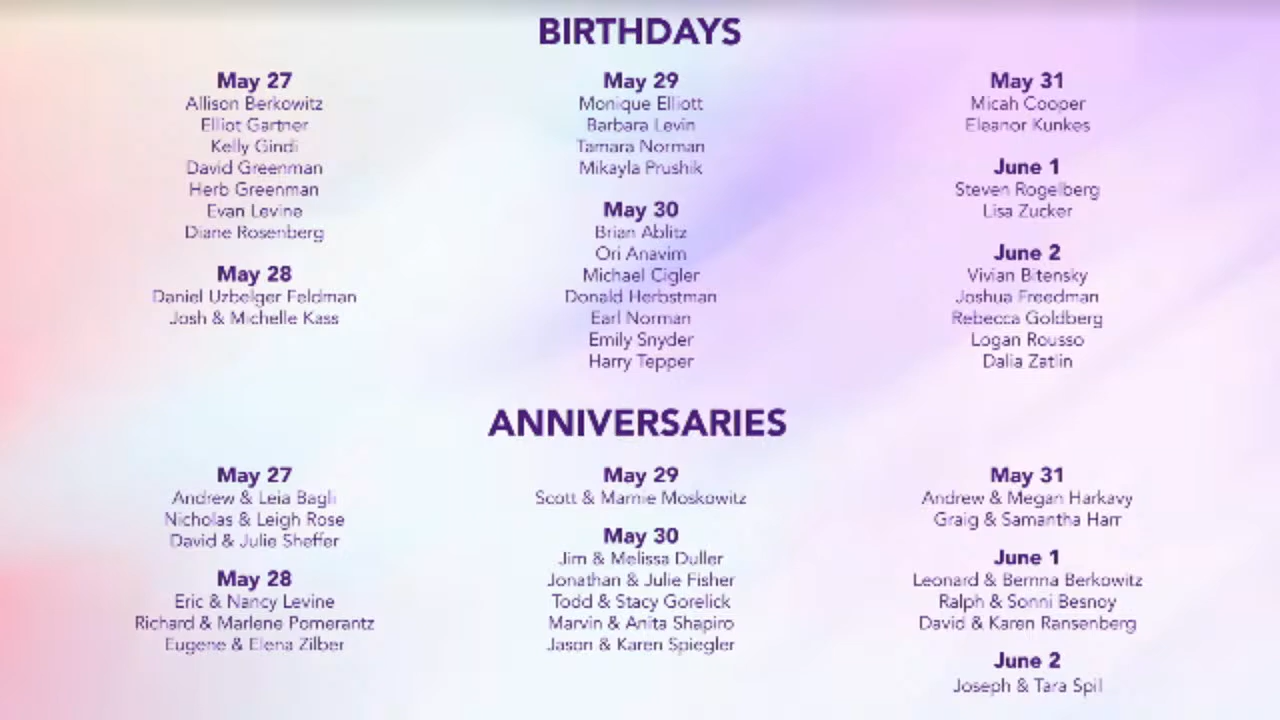 BIRTHDAYS
May 27
Allison Berkowitz
Elliot Gartner
Kelly Gindi
David Greenman
Herb Greenman
Evan Levine
Diane Rosenberg
May 28
Daniel Uzbelger Feldman
Josh & Michelle Kass
May 29
Monique Elliott
Barbara Levin
Tamara Norman
Mikayla Prushik
May 30
Brian Ablitz
Ori Anavim
Michael Cigler
Donald Herbstman
Earl Norman
Emily Snyder
Harry Tepper
May 31
Micah Cooper
Eleanor Kunkes
June 1
Steven Rogelberg
Lisa Zucker
June 2
Vivian Bitensky
Joshua Freedman
Rebecca Goldberg
Logan Rousso
Dalia Zatlin
ANNIVERSARIES
May 27
Andrew & Leia Bagli
Nicholas & Leigh Rose
David & Julie Sheffer
May 28
Eric & Nancy Levine
Richard & Marlene Pomerantz
Eugene & Elena Zilber
May 29
Scott & Marnie Moskowitz
May 30
Jim & Melissa Duller
Jonathan & Julie Fisher
Todd & Stacy Gorelick
Marvin & Anita Shapiro
Jason & Karen Spiegler
May 31
Andrew & Megan Harkavy
Graig & Samantha Harr
June 1
Leonard & Bernna Berkowitz
Ralph & Sonni Besnoy
David & Karen Ransenberg
June 2
Joseph & Tara Spil